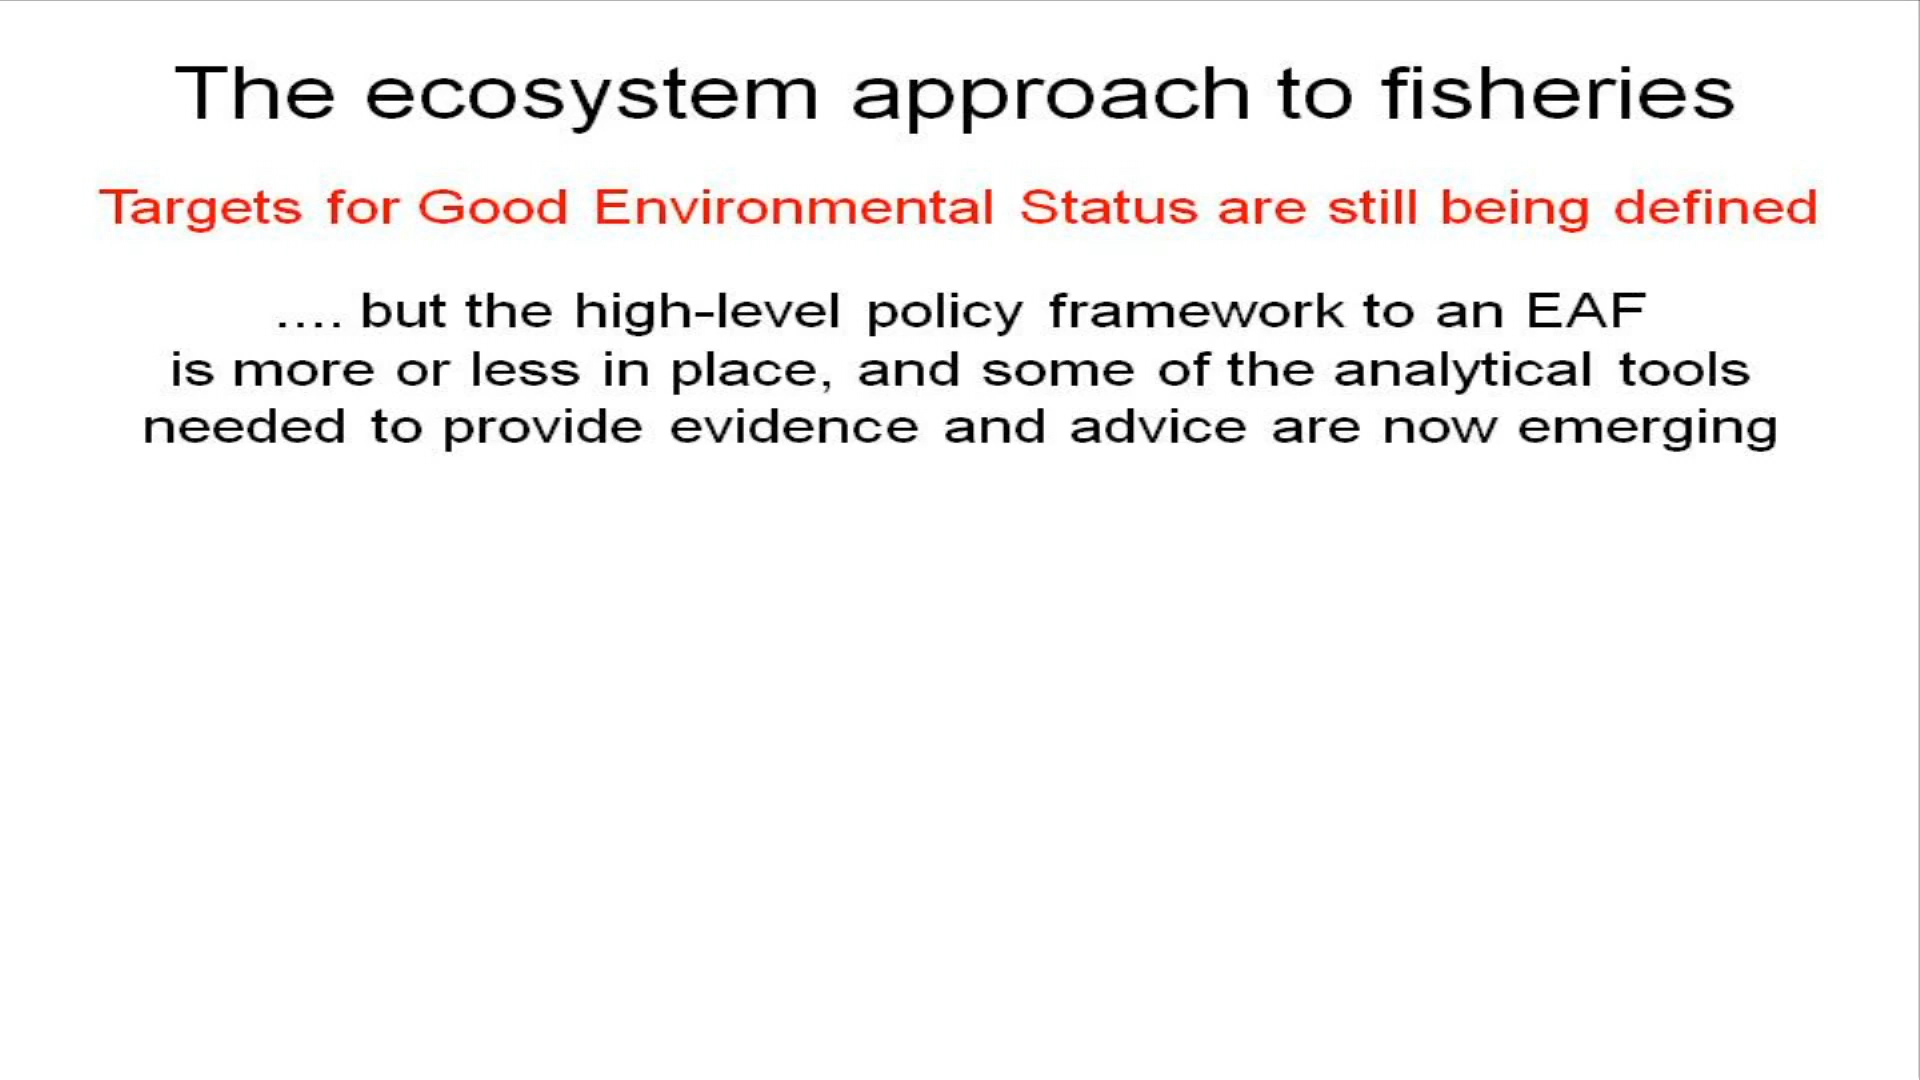 The ecosystem approach to fisheries
Targets for Good Environmental Status are still being defined
.... but the high-level policy framework to an EAF
is more or less in place, and some of the analytical tools
needed to provide evidence and advice are now emerging